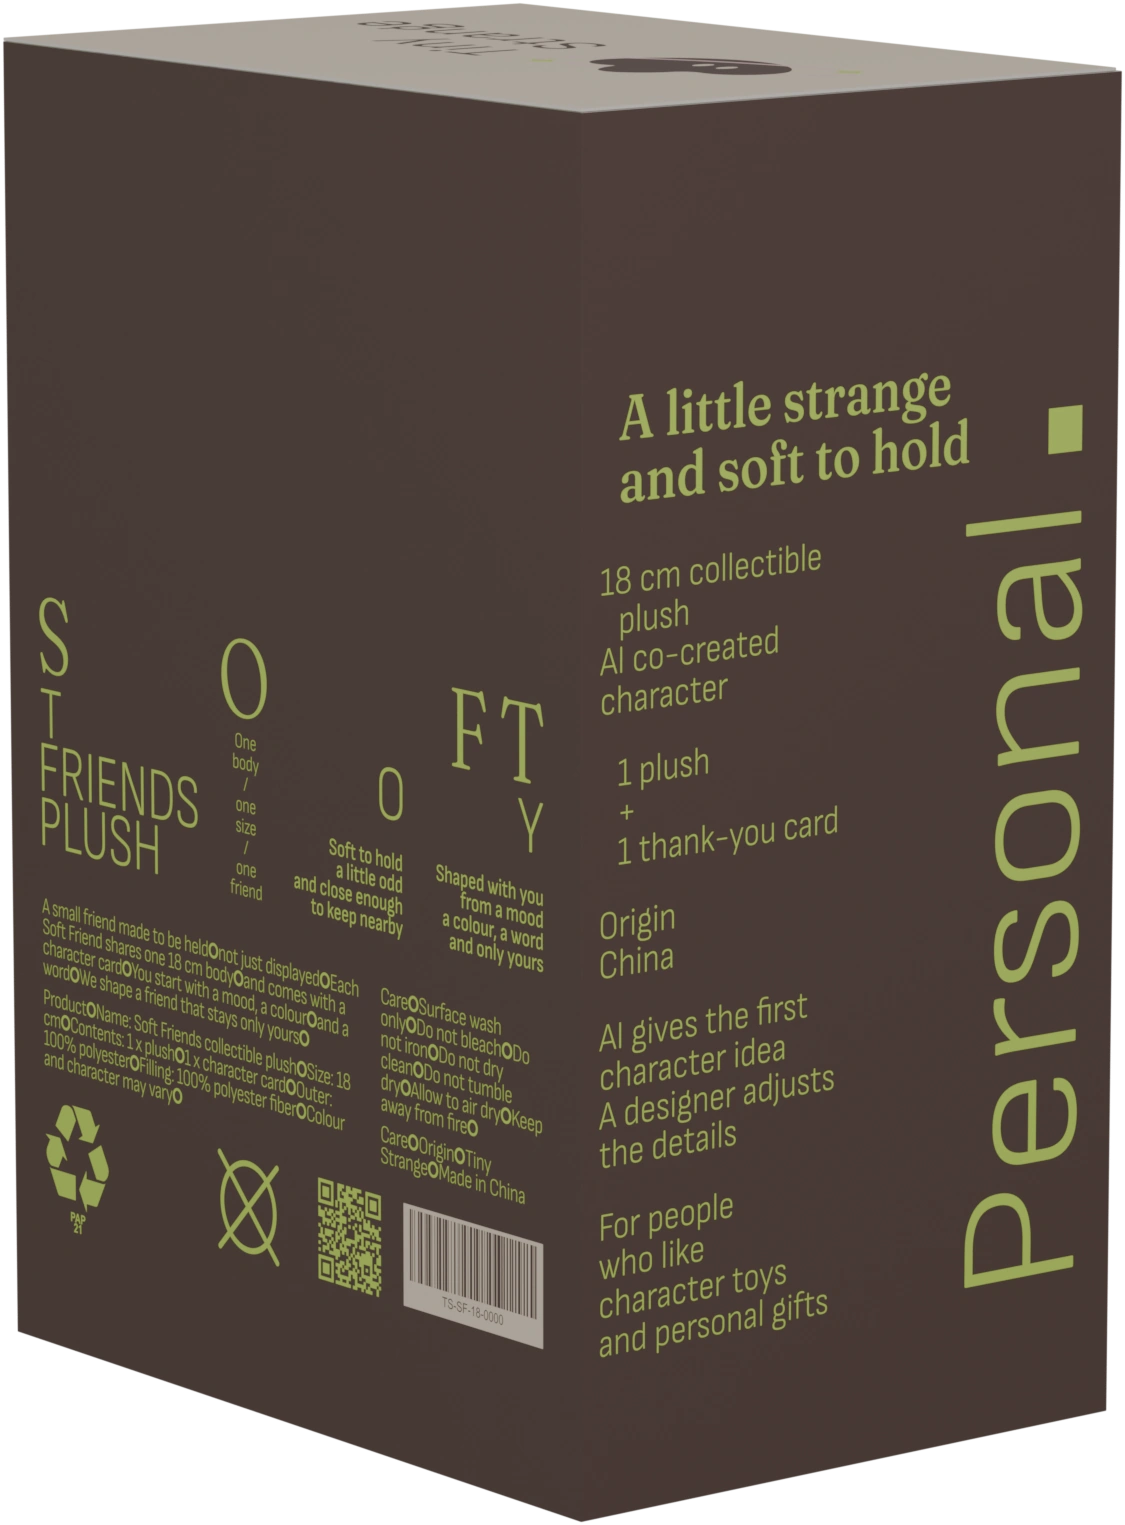 Tiny
Strange
S
O
FT
T
O
Y
FRIENDS
PLUSH
One
body
/
one
size
/
one
friend
Soft to hold
a little odd
and close enough
to keep nearby
Shaped with you
from a mood
a colour, a word
and only yours
A small friend made to be held not just displayed Each
Soft Friend shares one 18 cm body and comes with a
character card You start with a mood, a colour and a
word We shape a friend that stays only yours
Product Name: Soft Friends collectible plush Size: 18
cm Contents: 1 x plush 1 x character card Outer:
100% polyester Filling: 100% polyester fiber Colour
and character may vary
Care Surface wash
only Do not bleach Do
not iron Do not dry
clean Do not tumble
dry Allow to air dry Keep
away from fire
Care Origin Tiny
Strange Made in China
PAP
21
TS-SF-18-0000
A little strange
and soft to hold
18 cm collectible
plush
AI co-created
character
1 plush
+
1 thank-you card
Origin
China
AI gives the first
character idea
A designer adjusts
the details
For people
who like
character toys
and personal gifts
Personal.